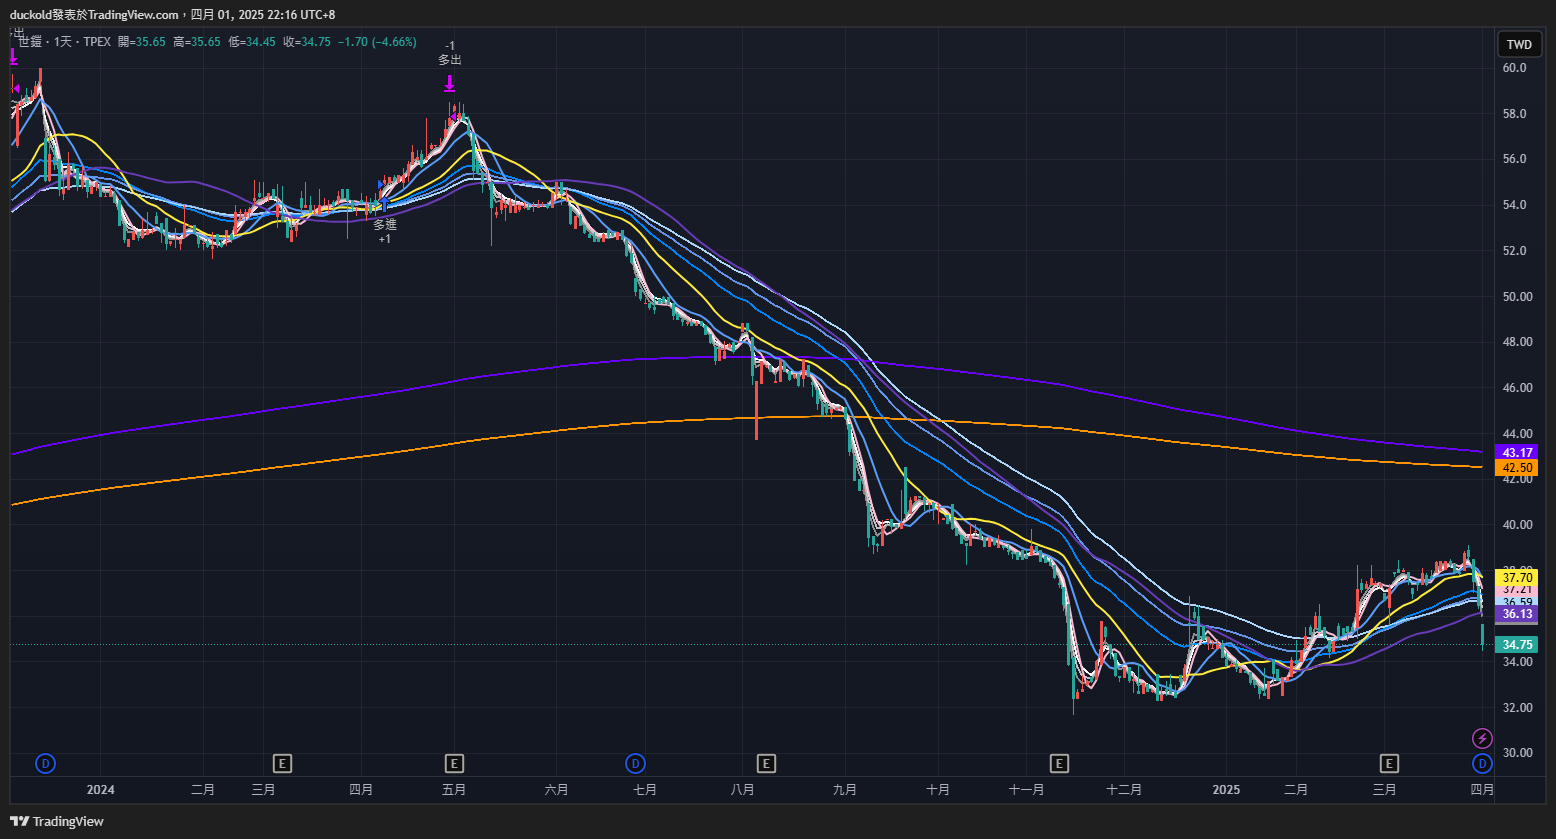 duckold發表於TradingView.com，四月 01, 2025 22:16 UTC+8
多出
世鎧 · 1天 · TPEX 開=35.65 高=35.65 低=34.45 收=34.75 −1.70 (−4.66%)
TWD
-1
多出
多進
+1
60.0
58.0
56.0
54.0
52.0
50.00
48.00
46.00
44.00
43.17
42.50
42.00
40.00
38.00
37.70
37.21
36.59
36.13
34.75
34.00
32.00
30.00
D E E D E E E D
2024 二月 三月 四月 五月 六月 七月 八月 九月 十月 十一月 十二月 2025 二月 三月 四月
TradingView